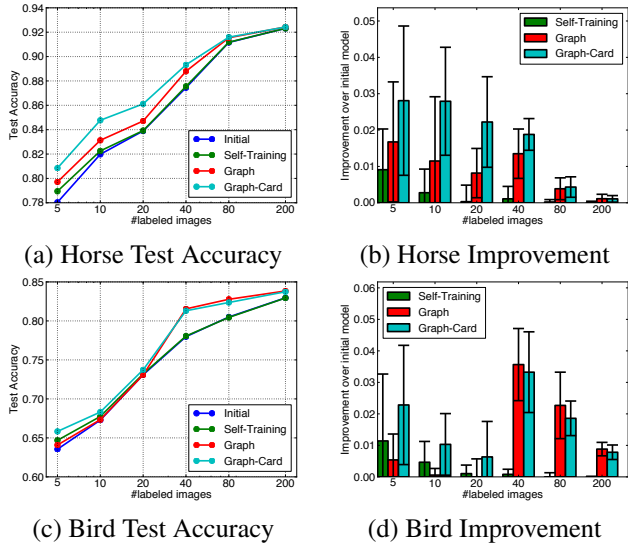 0.94
0.92
0.90
0.88
0.86
0.84
0.82
0.80
0.78
Test Accuracy
5 10 20 40 80 200
#labeled images
Initial
Self-Training
Graph
Graph-Card
(a) Horse Test Accuracy
0.05
0.04
0.03
0.02
0.01
0.00
Improvement over initial model
5 10 20 40 80 200
#labeled images
Self-Training
Graph
Graph-Card
(b) Horse Improvement
0.85
0.80
0.75
0.70
0.65
0.60
Test Accuracy
5 10 20 40 80 200
#labeled images
Initial
Self-Training
Graph
Graph-Card
(c) Bird Test Accuracy
0.06
0.05
0.04
0.03
0.02
0.01
0.00
Improvement over initial model
5 10 20 40 80 200
#labeled images
Self-Training
Graph
Graph-Card
(d) Bird Improvement